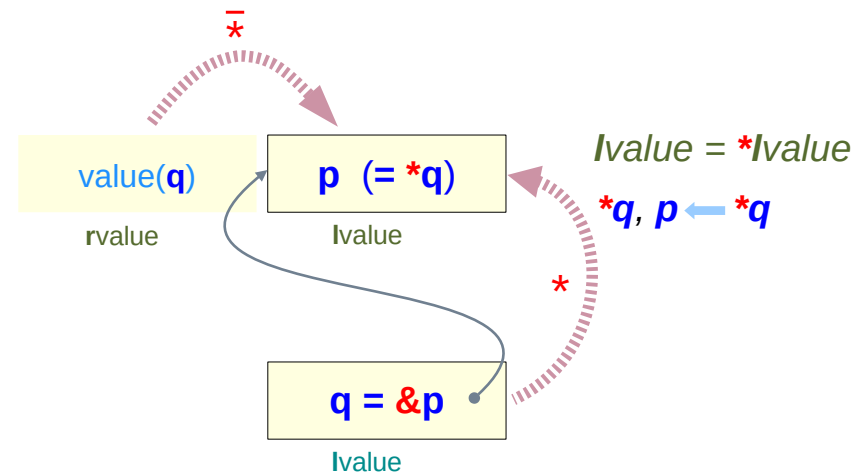 *
value(q)
p (= *q)
lvalue = *lvalue
*q, p *q
rvalue
lvalue
*
q = &p
lvalue